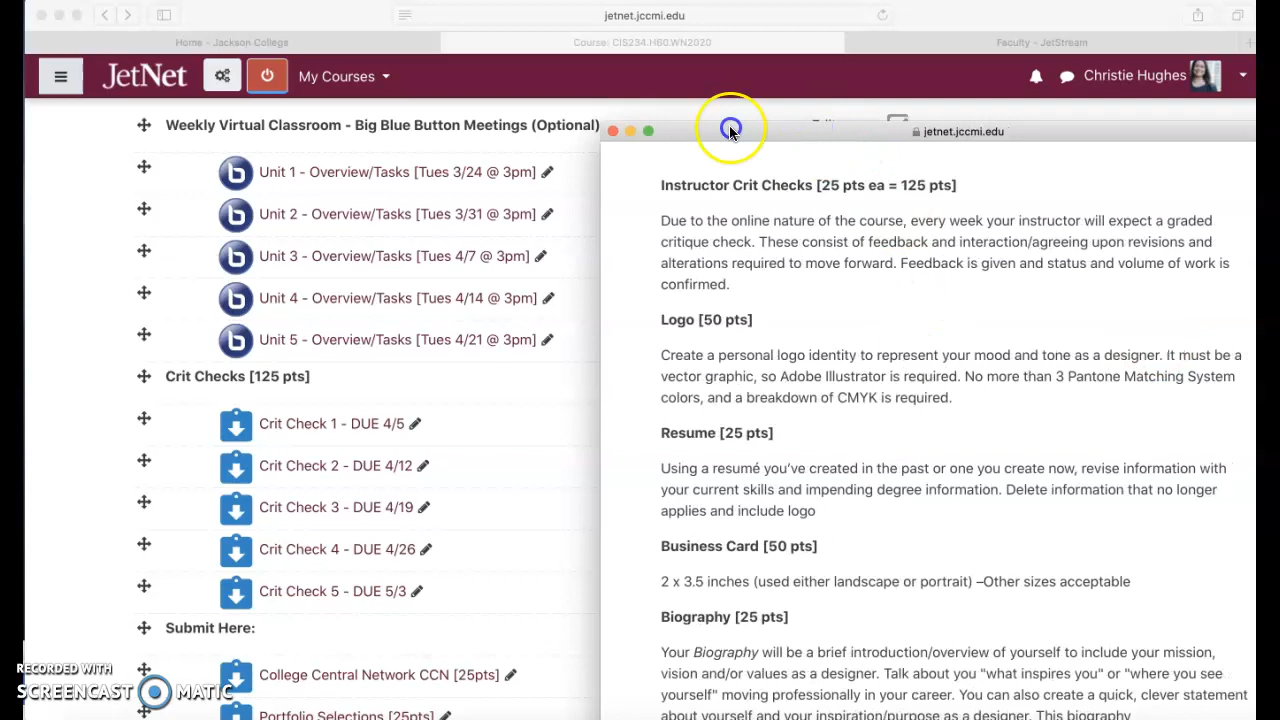 jetnet.jccmi.edu
Home - Jackson College
Course: CIS234.H60.WN2020
Faculty - JetStream
JetNet
My Courses
Christie Hughes
Weekly Virtual Classroom - Big Blue Button Meetings (Optional)
Unit 1 - Overview/Tasks [Tues 3/24 @ 3pm]
Unit 2 - Overview/Tasks [Tues 3/31 @ 3pm]
Unit 3 - Overview/Tasks [Tues 4/7 @ 3pm]
Unit 4 - Overview/Tasks [Tues 4/14 @ 3pm]
Unit 5 - Overview/Tasks [Tues 4/21 @ 3pm]
Crit Checks [125 pts]
Crit Check 1 - DUE 4/5
Crit Check 2 - DUE 4/12
Crit Check 3 - DUE 4/19
Crit Check 4 - DUE 4/26
Crit Check 5 - DUE 5/3
Submit Here:
College Central Network CCN [25pts]
Portfolio Selections [25pts]
jetnet.jccmi.edu
Instructor Crit Checks [25 pts ea = 125 pts]
Due to the online nature of the course, every week your instructor will expect a graded
critique check. These consist of feedback and interaction/agreeing upon revisions and
alterations required to move forward. Feedback is given and status and volume of work is
confirmed.
Logo [50 pts]
Create a personal logo identity to represent your mood and tone as a designer. It must be a
vector graphic, so Adobe Illustrator is required. No more than 3 Pantone Matching System
colors, and a breakdown of CMYK is required.
Resume [25 pts]
Using a resumé you’ve created in the past or one you create now, revise information with
your current skills and impending degree information. Delete information that no longer
applies and include logo
Business Card [50 pts]
2 x 3.5 inches (used either landscape or portrait) –Other sizes acceptable
Biography [25 pts]
Your Biography will be a brief introduction/overview of yourself to include your mission,
vision and/or values as a designer. Talk about you "what inspires you" or "where you see
yourself" moving professionally in your career. You can also create a quick, clever statement
about yourself and your inspiration/purpose as a designer. This biography
RECORDED WITH
SCREENCAST MATIC